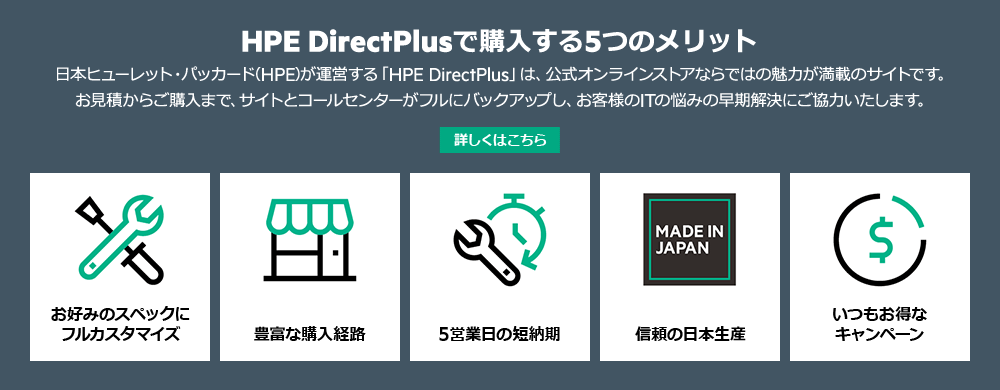 HPE DirectPlusで購入する5つのメリット
日本ヒューレット・パッカード(HPE)が運営する「HPE DirectPlus」は、公式オンラインストアならではの魅力が満載のサイトです。
お見積からご購入まで、サイトとコールセンターがフルにバックアップし、お客様のITの悩みの早期解決にご協力いたします。
詳しくはこちら
お好みのスペックに
フルカスタマイズ
豊富な購入経路
5営業日の短納期
MADE IN
JAPAN
信頼の日本生産
$
いつもお得な
キャンペーン